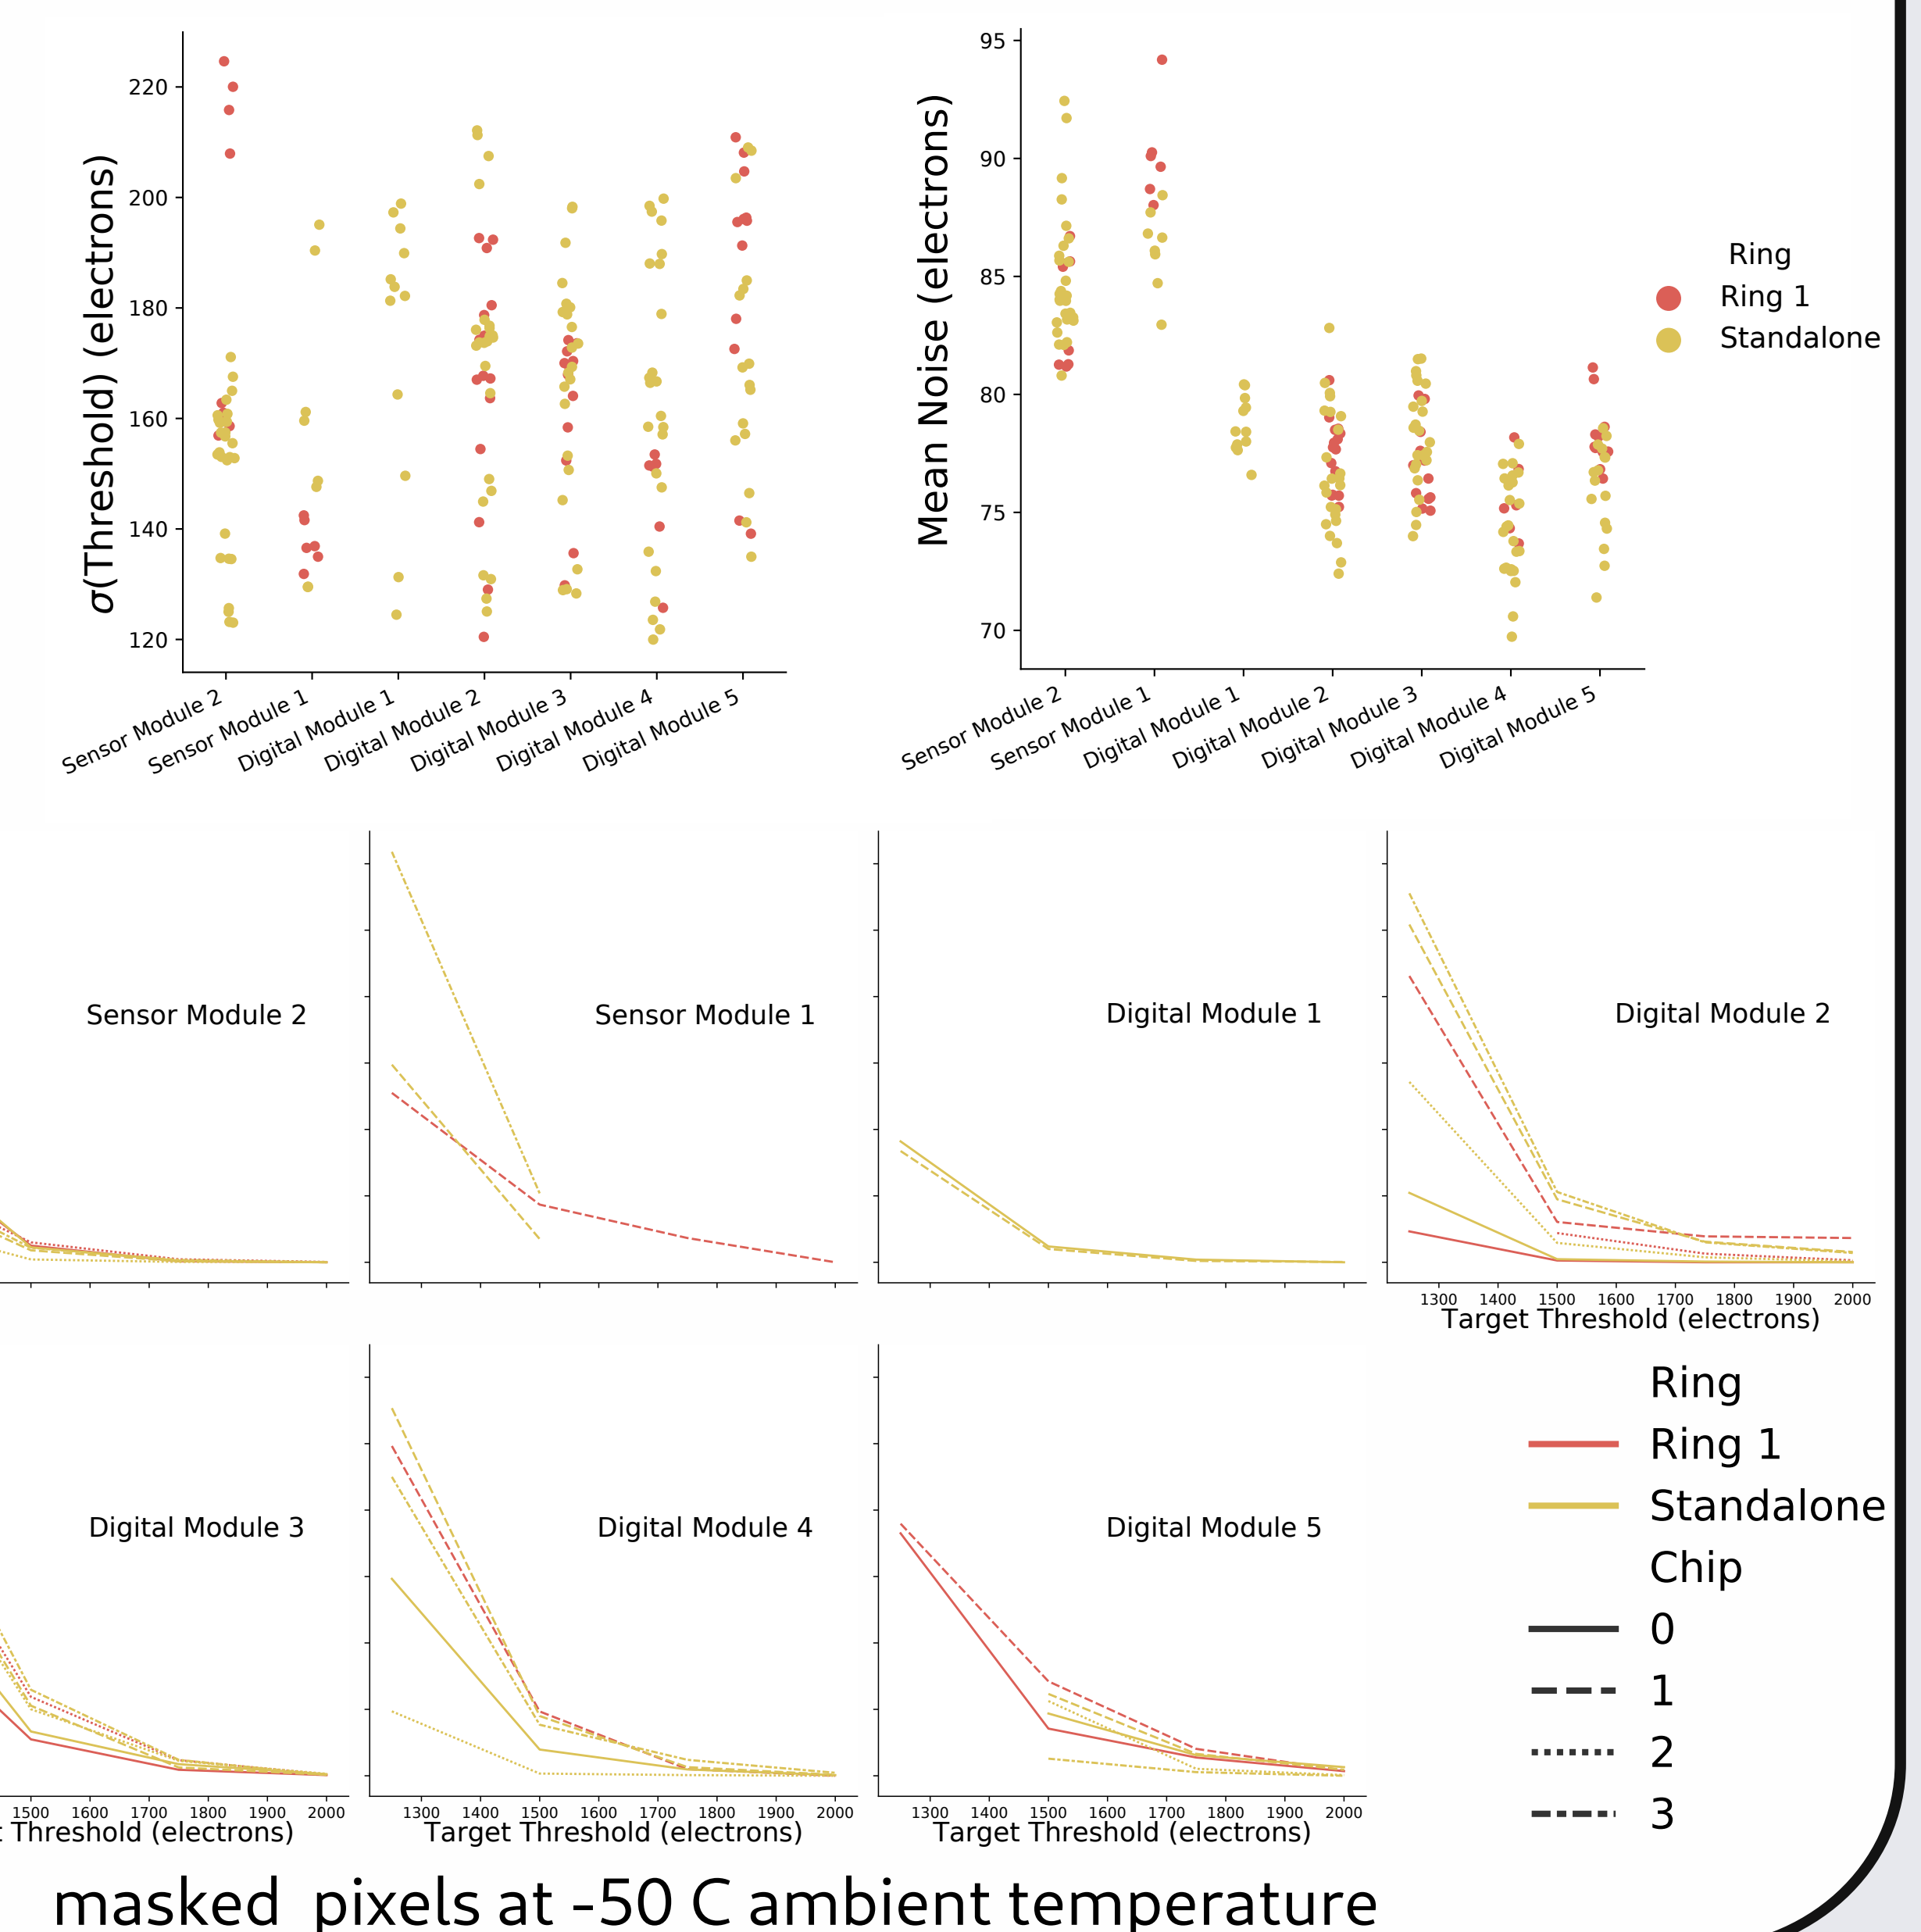 σ(Threshold) (electrons)
220
200
180
160
140
120
Sensor Module 2
Sensor Module 1
Digital Module 1
Digital Module 2
Digital Module 3
Digital Module 4
Digital Module 5
Mean Noise (electrons)
95
90
85
80
75
70
Sensor Module 2
Sensor Module 1
Digital Module 1
Digital Module 2
Digital Module 3
Digital Module 4
Digital Module 5
Ring
Ring 1
Standalone
Sensor Module 2
Sensor Module 1
Digital Module 1
Digital Module 2
1300 1400 1500 1600 1700 1800 1900 2000
Target Threshold (electrons)
Digital Module 3
1500 1600 1700 1800 1900 2000
Threshold (electrons)
Digital Module 4
1300 1400 1500 1600 1700 1800 1900 2000
Target Threshold (electrons)
Digital Module 5
1300 1400 1500 1600 1700 1800 1900 2000
Target Threshold (electrons)
Ring
Ring 1
Standalone
Chip
0
1
2
3
masked pixels at -50 C ambient temperature